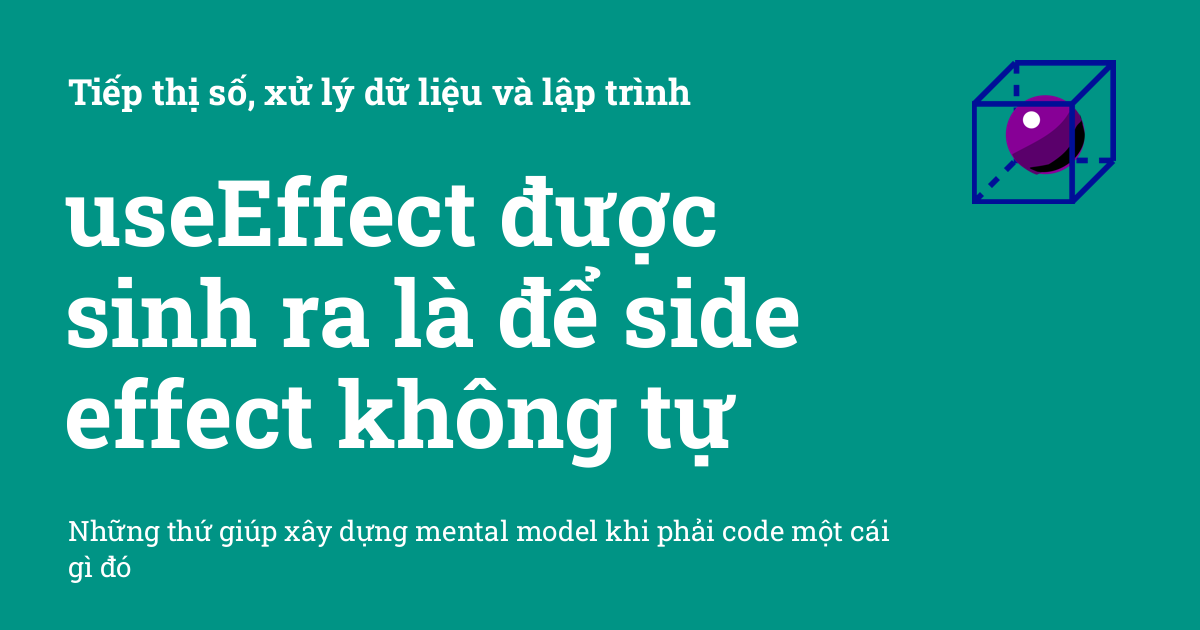 Tiếp thị số, xử lý dữ liệu và lập trình
useEffect được
sinh ra là để side
effect không tự
Những thứ giúp xây dựng mental model khi phải code một cái
gì đó